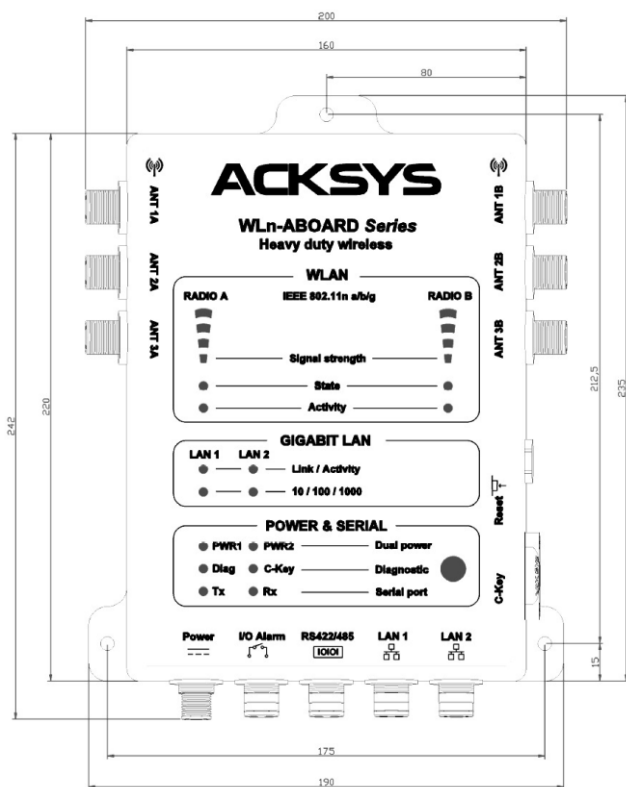 200
160
80
ACKSYS
WLn-ABOARD Series
Heavy duty wireless
ANT 1A
ANT 2A
ANT 3A
ANT 1B
ANT 2B
ANT 3B
WLAN
RADIO A IEEE 802.11n a/b/g RADIO B
Signal strength
State
Activity
GIGABIT LAN
LAN 1 LAN 2
Link / Activity
10 / 100 / 1000
POWER & SERIAL
PWR1 PWR2 Dual power
Diag C-Key Diagnostic
Tx Rx Serial port
Reset
C-Key
Power I/O Alarm RS422/485 LAN 1 LAN 2
IOIOI
242
220
212,5
235
15
175
190